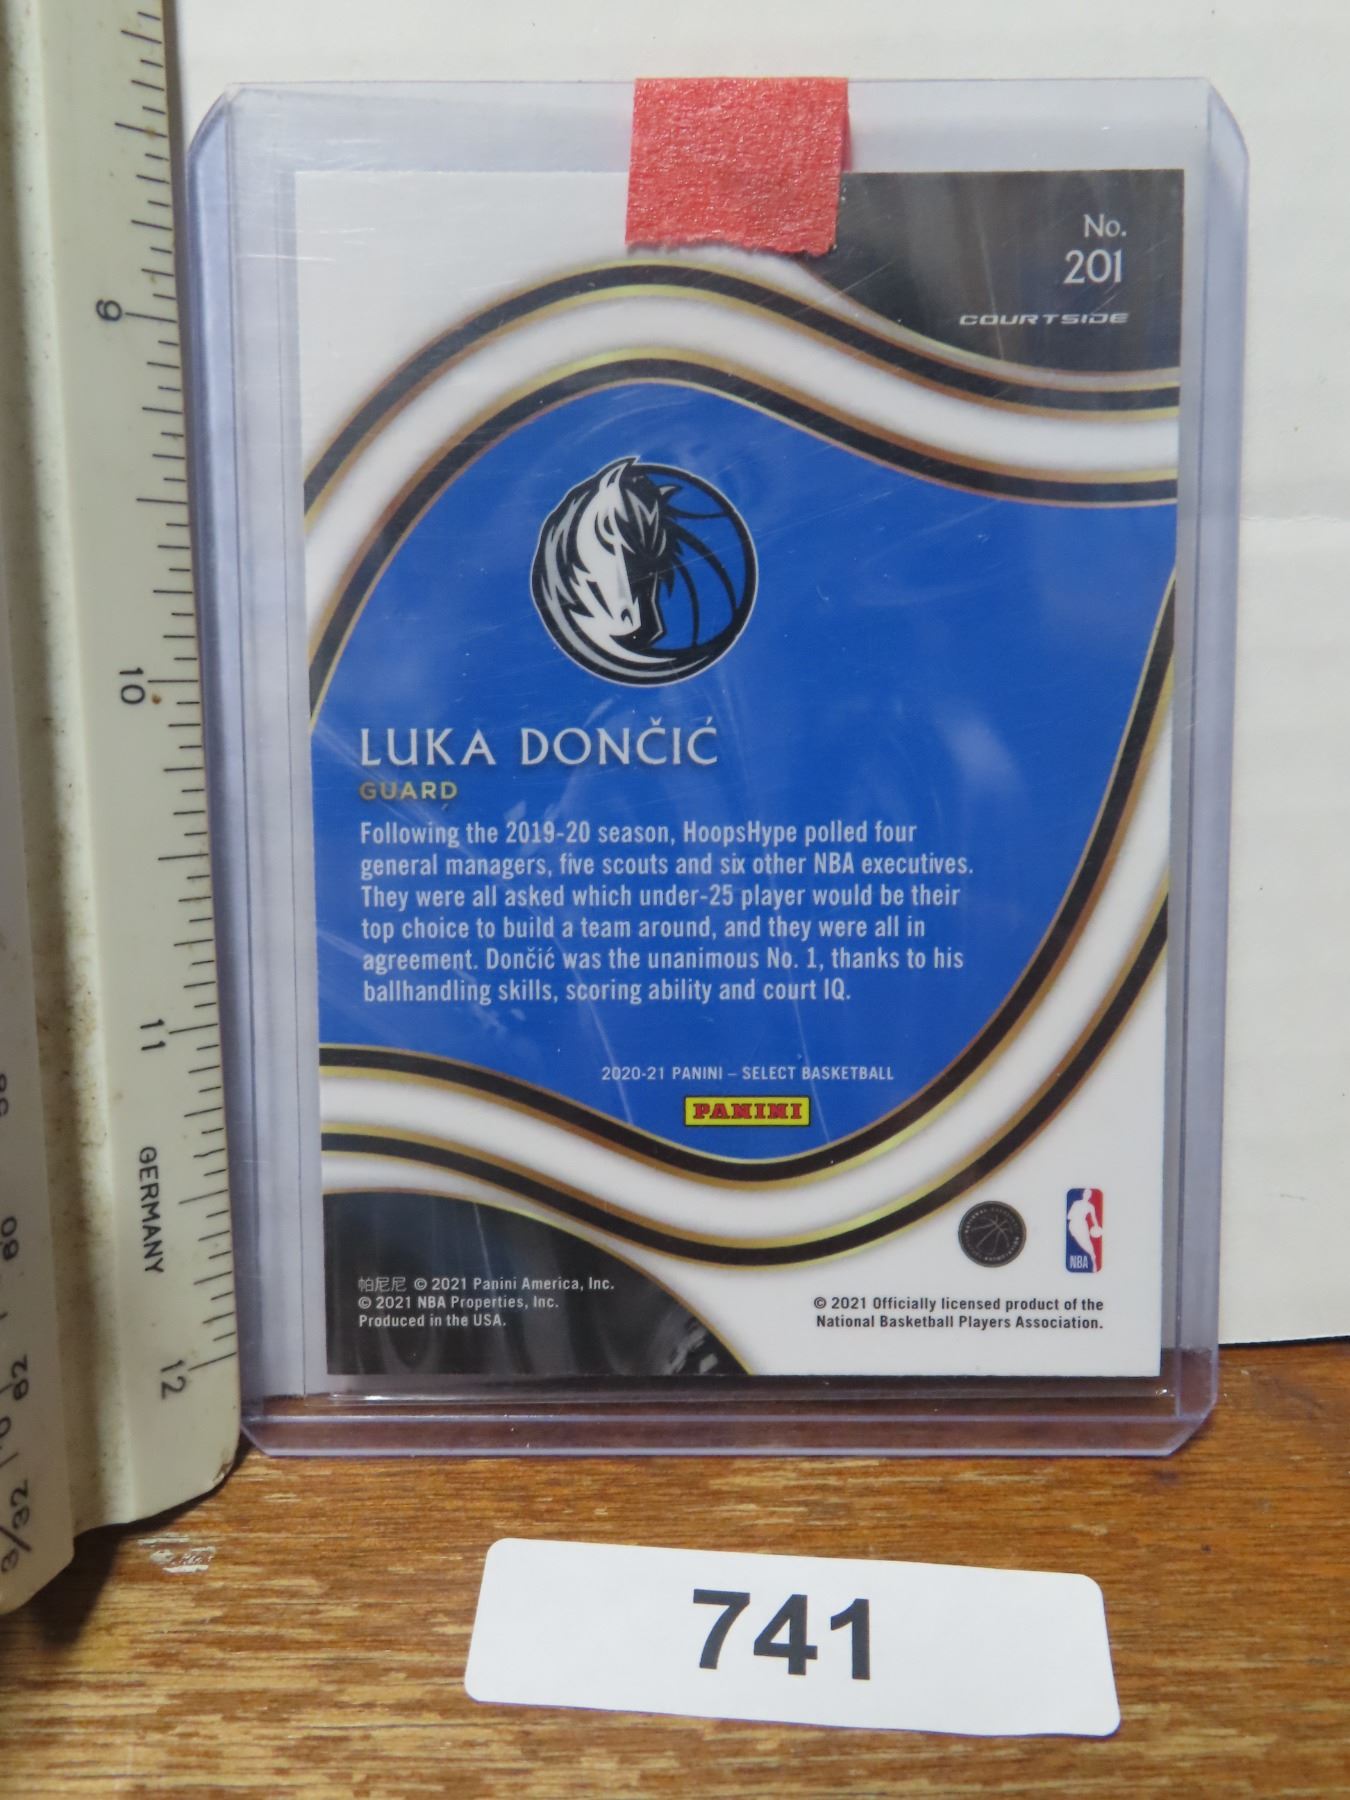 No.
201
COURTSIDE
LUKA DONČIĆ
GUARD
Following the 2019-20 season, HoopsHype polled four
general managers, five scouts and six other NBA executives.
They were all asked which under-25 player would be their
top choice to build a team around, and they were all in
agreement. Dončić was the unanimous No. 1, thanks to his
ballhandling skills, scoring ability and court IQ.
2020-21 PANINI – SELECT BASKETBALL
PANINI
NBA
帕尼尼 © 2021 Panini America, Inc.
© 2021 NBA Properties, Inc.
Produced in the USA.
© 2021 Officially licensed product of the
National Basketball Players Association.
9
10
11
GERMANY
12
60
62
3/32
741